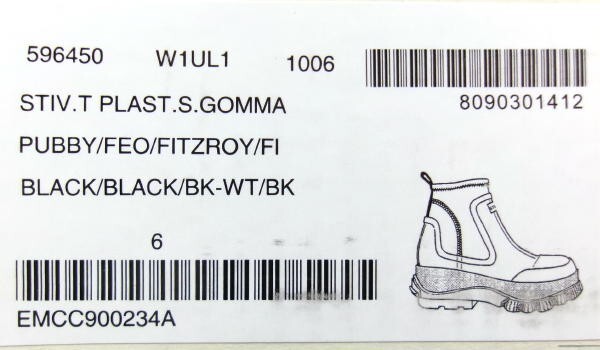 596450 W1UL1 1006
8090301412
STIV.T PLAST.S.GOMMA
PUBBY/FEO/FITZROY/FI
BLACK/BLACK/BK-WT/BK
6
EMCC900234A